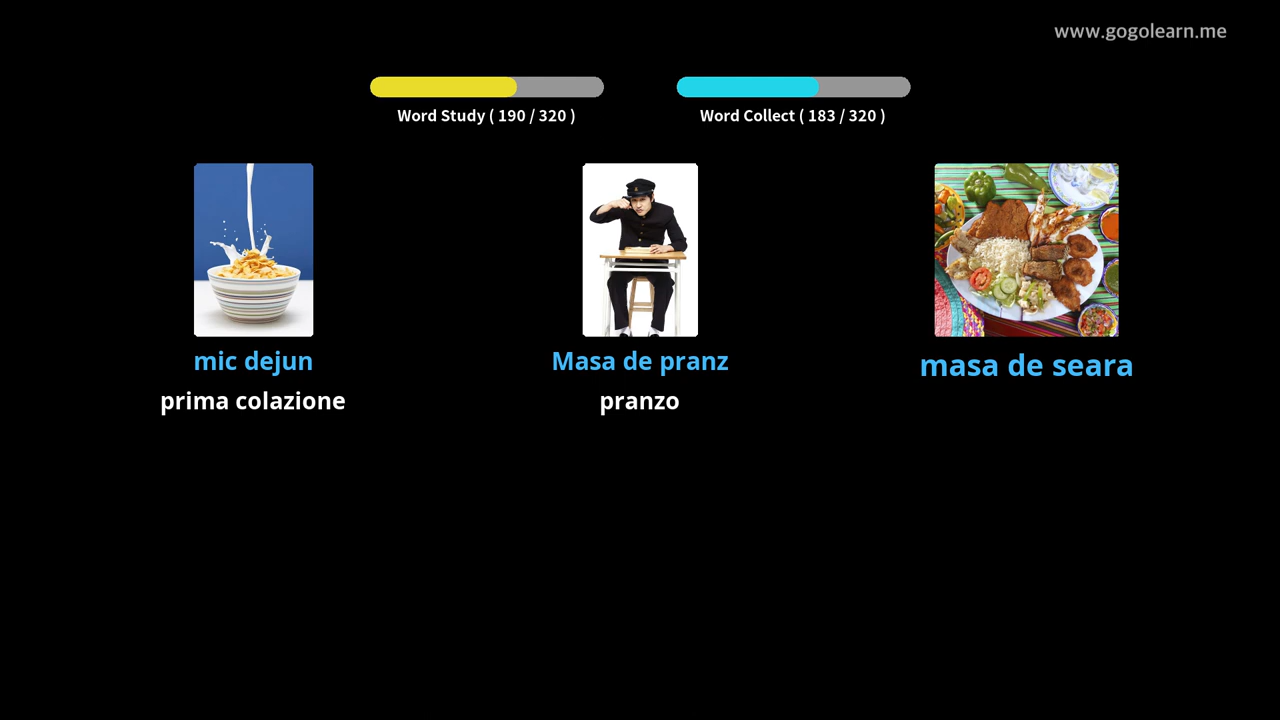 www.gogolearn.me
Word Study ( 190 / 320 )
Word Collect ( 183 / 320 )
mic dejun
Masa de pranz
masa de seara
prima colazione
pranzo